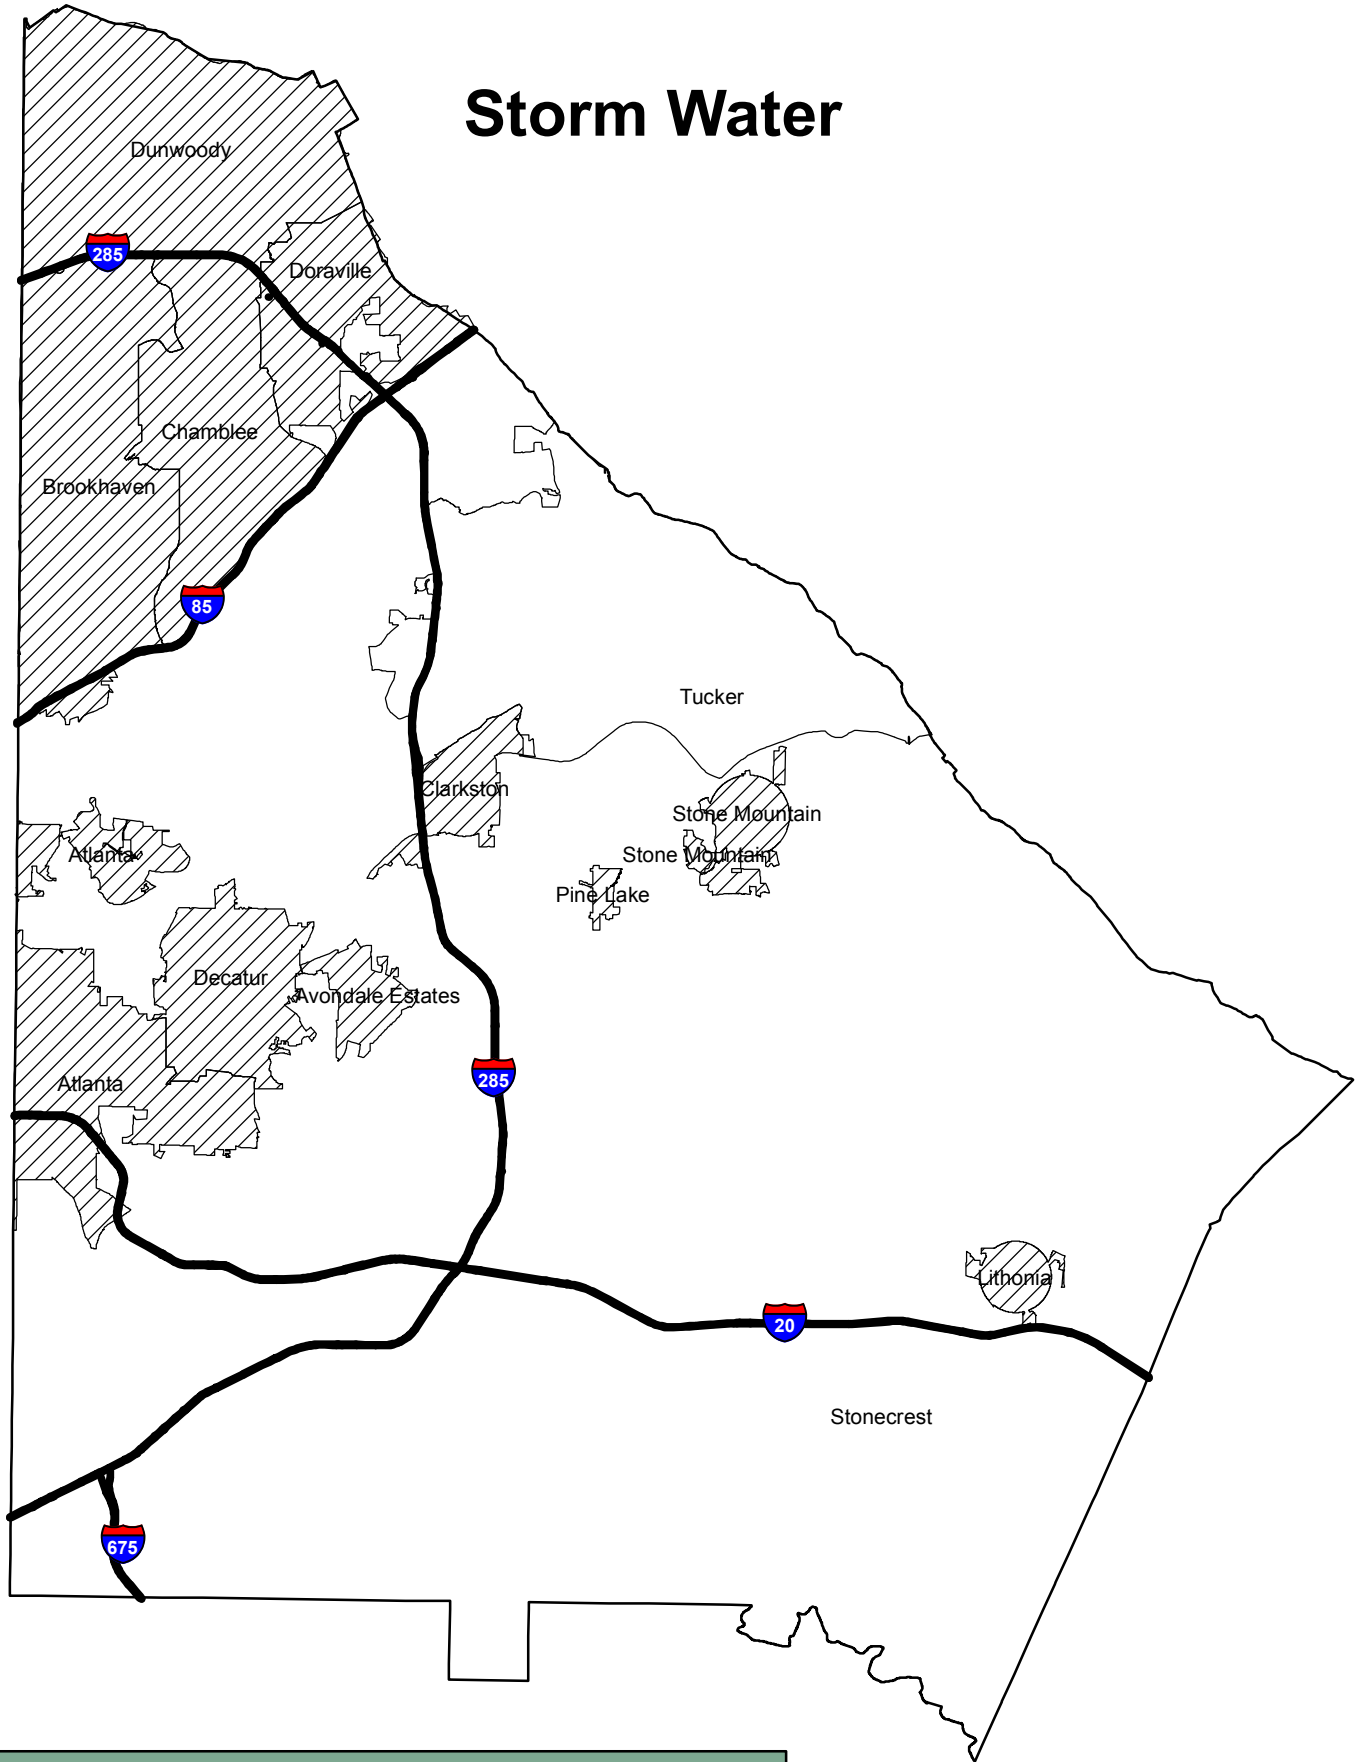 Storm Water
Dunwoody
285
Doraville
Chamblee
Brookhaven
85
Tucker
Clarkston
Stone Mountain
Atlanta
Stone Mountain
Pine Lake
Decatur
Avondale Estates
Atlanta
285
Lithonia
20
Stonecrest
675